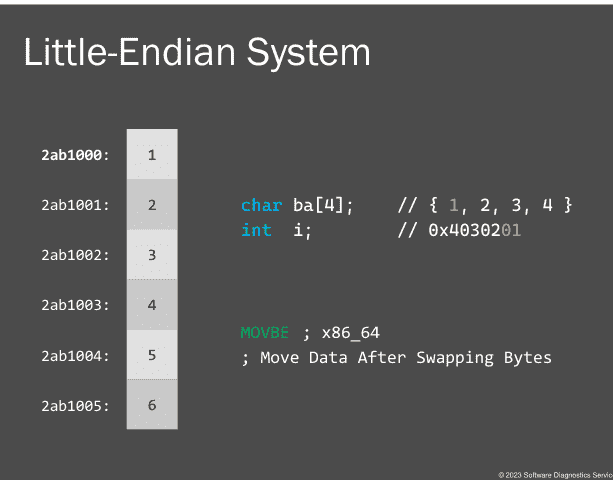 Little-Endian System
2ab1000: 1
2ab1001: 2 char ba[4]; // { 1, 2, 3, 4 }
int i; // 0x4030201
2ab1002: 3
2ab1003: 4
MOVBE ; x86_64
2ab1004: 5 ; Move Data After Swapping Bytes
2ab1005: 6
© 2023 Software Diagnostics Servic